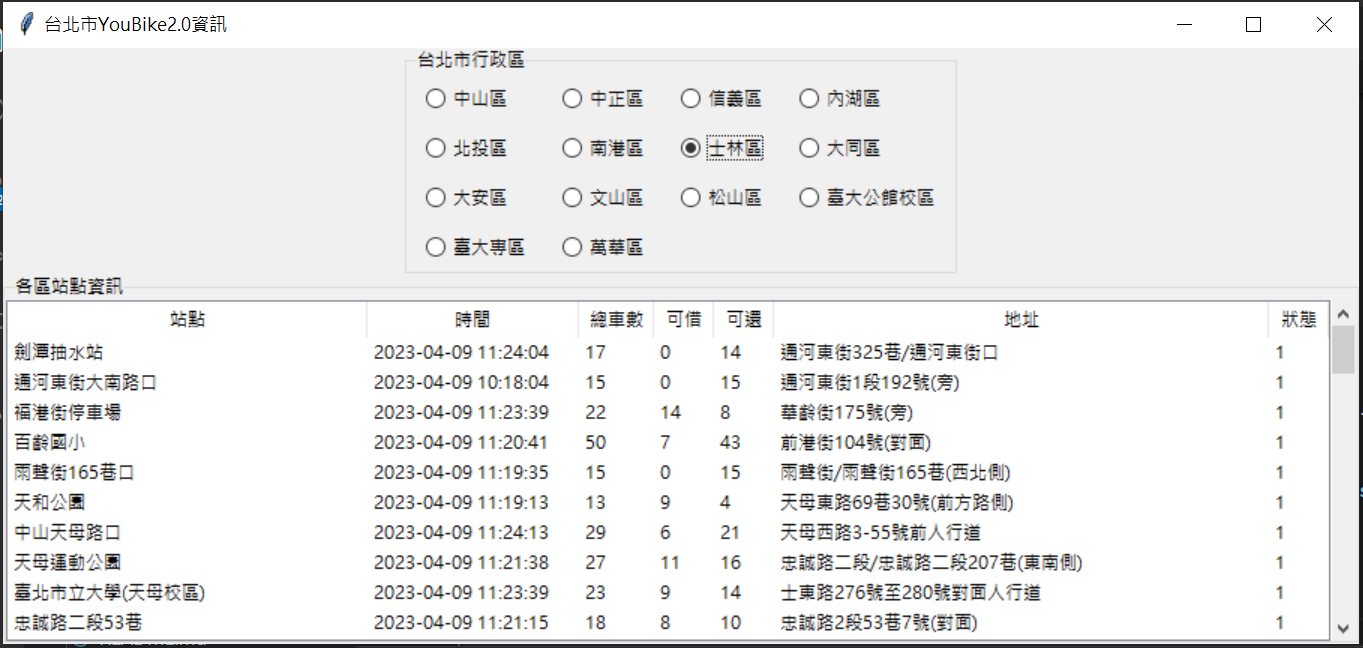 台北市YouBike2.0資訊
台北市行政區
中山區 中正區 信義區 內湖區
北投區 南港區 士林區 大同區
大安區 文山區 松山區 臺大公館校區
臺大專區 萬華區
各區站點資訊
站點 時間 總車數 可借 可還 地址 狀態
劍潭抽水站 2023-04-09 11:24:04 17 0 14 通河東街325巷/通河東街口 1
通河東街大南路口 2023-04-09 10:18:04 15 0 15 通河東街1段192號(旁) 1
福港街停車場 2023-04-09 11:23:39 22 14 8 華齡街175號(旁) 1
百齡國小 2023-04-09 11:20:41 50 7 43 前港街104號(對面) 1
雨聲街165巷口 2023-04-09 11:19:35 15 0 15 雨聲街/雨聲街165巷(西北側) 1
天和公園 2023-04-09 11:19:13 13 9 4 天母東路69巷30號(前方路側) 1
中山天母路口 2023-04-09 11:24:13 29 6 21 天母西路3-55號前人行道 1
天母運動公園 2023-04-09 11:21:38 27 11 16 忠誠路二段/忠誠路二段207巷(東南側) 1
臺北市立大學(天母校區) 2023-04-09 11:23:39 23 9 14 士東路276號至280號對面人行道 1
忠誠路二段53巷 2023-04-09 11:21:15 18 8 10 忠誠路2段53巷7號(對面) 1